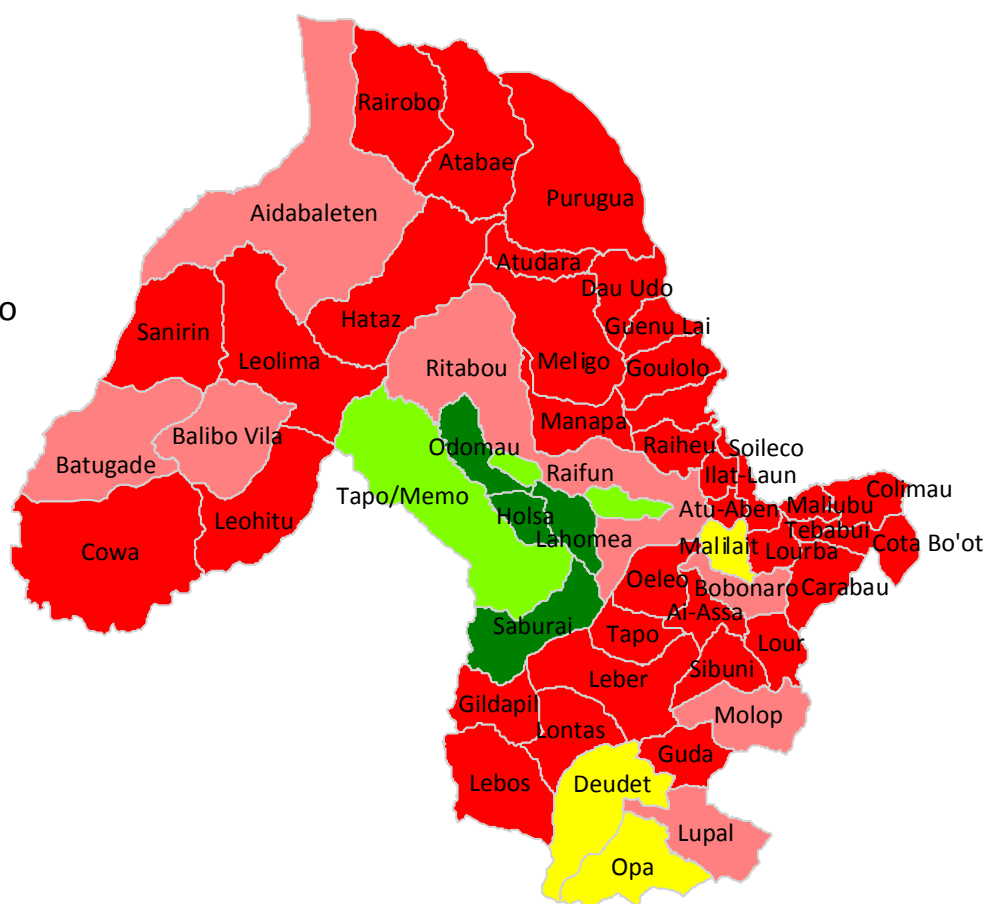 Rairobo
Atabae
Purugua
Aidabaleten
Atudara
Dau Udo
o
Hataz
Guenu Lai
Sanirin
Leolima
Ritabou
Meligo
Goulolo
Manapa
Balibo Vila
Odomau
Raiheu
Soileco
Batugade
Raifun
Ilat-Laun
Tapo/Memo
Colimau
Holsa
Atu-Aben
Maliubu
Leohitu
Lahomea
Tebabui
Cowa
Malilait
Lourba
Cota Bo'ot
Oeleo
Bobonaro
Carabau
Ai-Assa
Saburai
Tapo
Lour
Leber
Sibuni
Gildapil
Molop
Lontas
Guda
Lebos
Deudet
Lupal
Opa